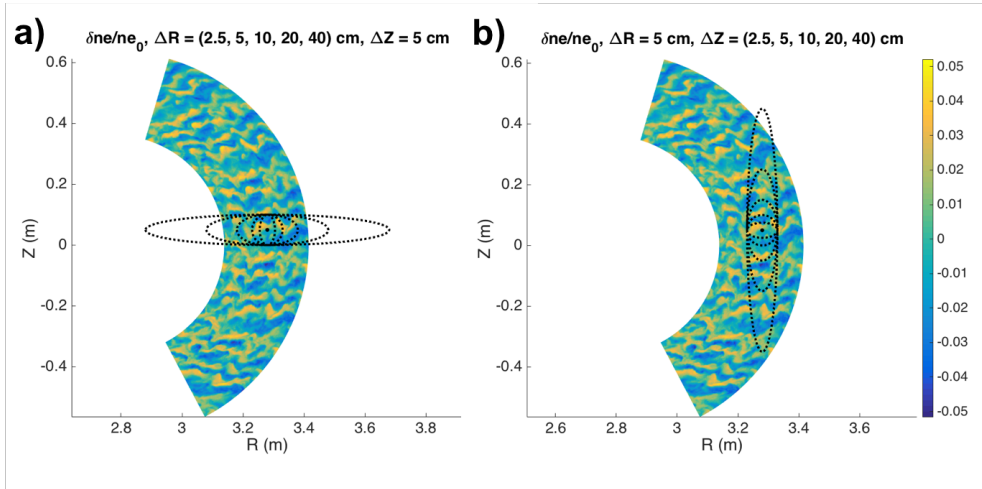 a) δne/ne₀, ΔR = (2.5, 5, 10, 20, 40) cm, ΔZ = 5 cm
0.6
0.4
0.2
0
-0.2
-0.4
Z (m)
2.8 3 3.2 3.4 3.6 3.8
R (m)
b) δne/ne₀, ΔR = 5 cm, ΔZ = (2.5, 5, 10, 20, 40) cm
0.6
0.4
0.2
0
-0.2
-0.4
Z (m)
2.6 2.8 3 3.2 3.4 3.6
R (m)
0.05
0.04
0.03
0.02
0.01
0
-0.01
-0.02
-0.03
-0.04
-0.05